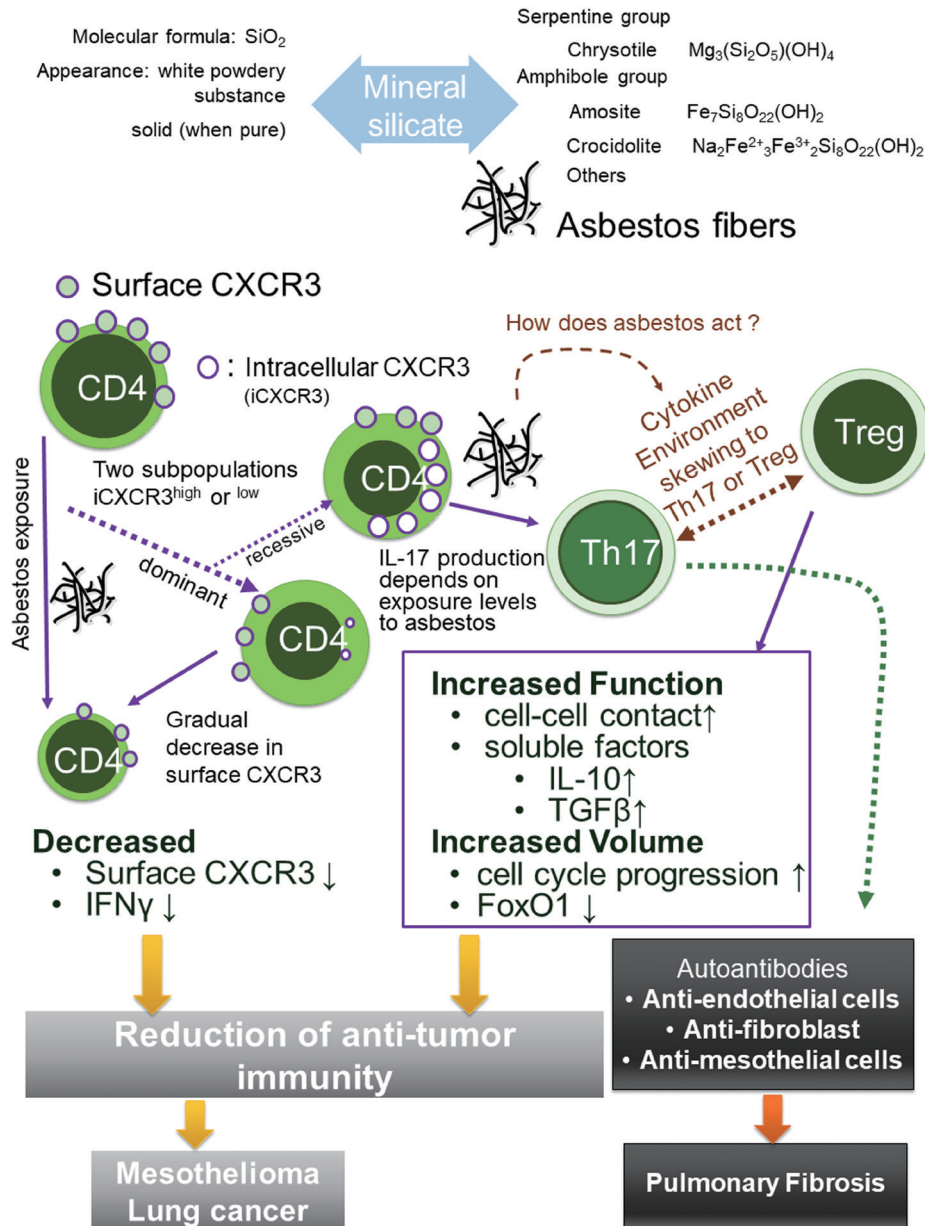 Molecular formula: SiO₂
Appearance: white powdery
substance
solid (when pure)
Mineral
silicate
Serpentine group
Chrysotile Mg₃(Si₂O₅)(OH)₄
Amphibole group
Amosite Fe₇Si₈O₂₂(OH)₂
Crocidolite Na₂Fe²⁺₃Fe³⁺₂Si₈O₂₂(OH)₂
Others
Asbestos fibers
Surface CXCR3
CD4
: Intracellular CXCR3
(iCXCR3)
How does asbestos act ?
Cytokine
Environment
skewing to
Th17 or Treg
Treg
Asbestos exposure
Two subpopulations
iCXCR3ʰⁱᵍʰ or ˡᵒʷ
recessive
dominant
CD4
Th17
IL-17 production
depends on
exposure levels
to asbestos
CD4
Gradual
decrease in
surface CXCR3
CD4
Decreased
• Surface CXCR3 ↓
• IFNγ ↓
Increased Function
• cell-cell contact↑
• soluble factors
• IL-10↑
• TGFβ↑
Increased Volume
• cell cycle progression ↑
• FoxO1 ↓
Reduction of anti-tumor
immunity
Mesothelioma
Lung cancer
Autoantibodies
• Anti-endothelial cells
• Anti-fibroblast
• Anti-mesothelial cells
Pulmonary Fibrosis